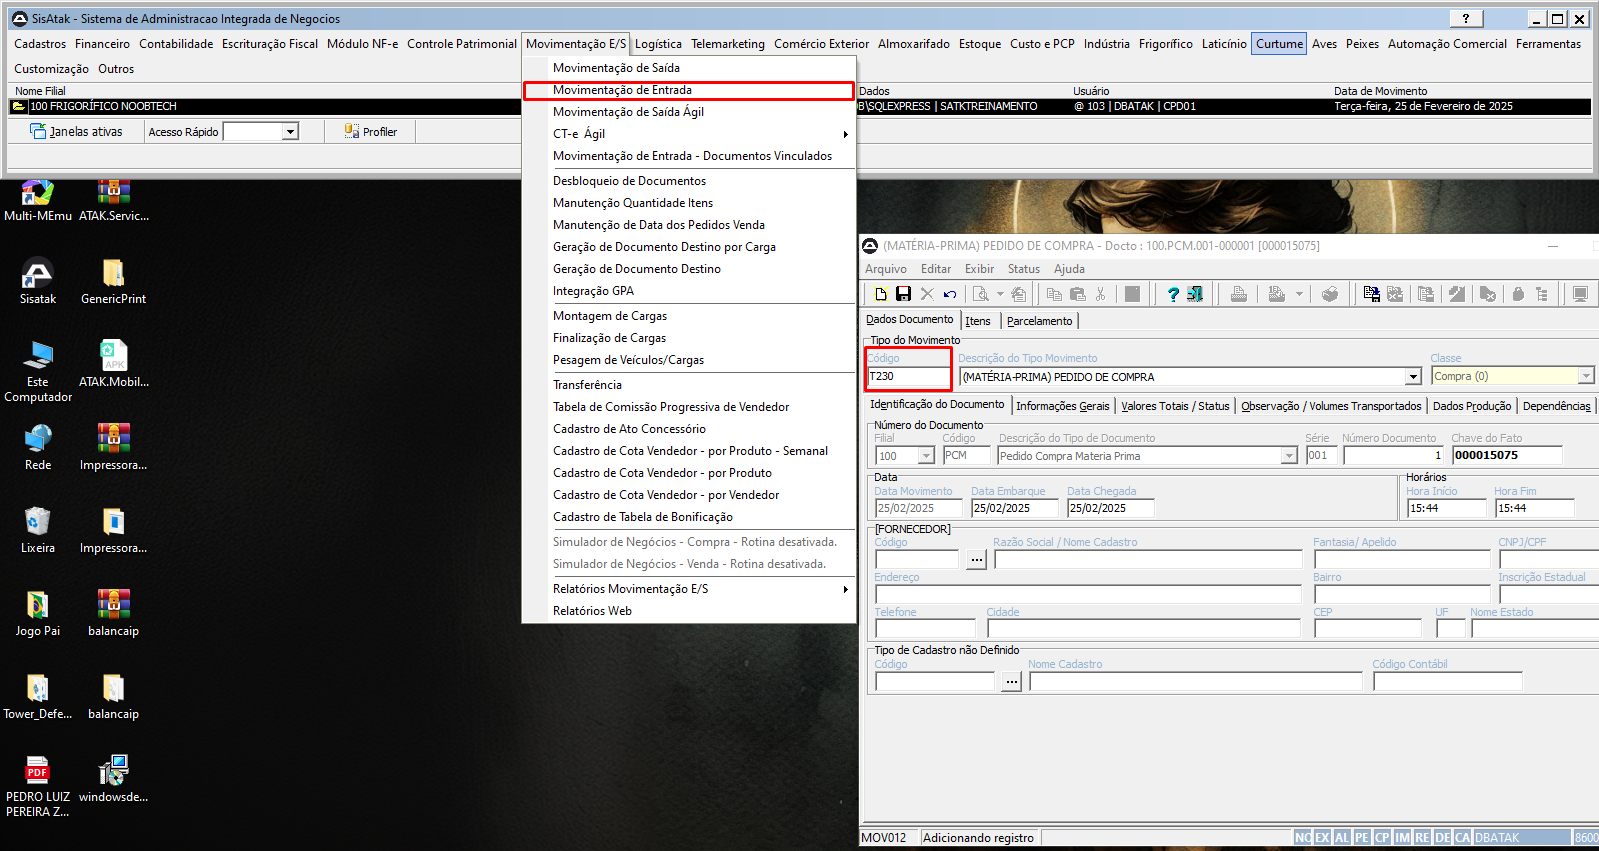 SisAtak - Sistema de Administracao Integrada de Negocios
Cadastros Financeiro Contabilidade Escrituração Fiscal Módulo NF-e Controle Patrimonial Movimentação E/S Logística Telemarketing Comércio Exterior Almoxarifado Estoque Custo e PCP Indústria Frigorífico Laticínio Curtume Aves Peixes Automação Comercial Ferramentas
Customização Outros
Nome Filial Dados Usuário Data de Movimento
100 FRIGORÍFICO NOOBTECH B\SQLEXPRESS | SATKTREINAMENTO @ 103 | DBATAK | CPD01 Terça-feira, 25 de Fevereiro de 2025
Janelas ativas Acesso Rápido Profiler
Movimentação de Saída
Movimentação de Entrada
Movimentação de Saída Ágil
CT-e Ágil
Movimentação de Entrada - Documentos Vinculados
Desbloqueio de Documentos
Manutenção Quantidade Itens
Manutenção de Data dos Pedidos Venda
Geração de Documento Destino por Carga
Geração de Documento Destino
Integração GPA
Montagem de Cargas
Finalização de Cargas
Pesagem de Veículos/Cargas
Transferência
Tabela de Comissão Progressiva de Vendedor
Cadastro de Ato Concessório
Cadastro de Cota Vendedor - por Produto - Semanal
Cadastro de Cota Vendedor - por Produto
Cadastro de Cota Vendedor - por Vendedor
Cadastro de Tabela de Bonificação
Simulador de Negócios - Compra - Rotina desativada.
Simulador de Negócios - Venda - Rotina desativada.
Relatórios Movimentação E/S
Relatórios Web
Multi-MEmu ATAK.Servic...
Sisatak GenericPrint
Este Computador
APK
ATAK.Mobil...
Rede Impressora...
Lixeira Impressora...
Jogo Pai balancaip
Tower_Defe... balancaip
PDF
PEDRO LUIZ
PEREIRA Z...
windowsde...
(MATÉRIA-PRIMA) PEDIDO DE COMPRA - Docto : 100.PCM.001-000001 [000015075]
Arquivo Editar Exibir Status Ajuda
Dados Documento Itens Parcelamento
Tipo do Movimento
Código Descrição do Tipo Movimento Classe
T230 (MATÉRIA-PRIMA) PEDIDO DE COMPRA Compra (0)
Identificação do Documento Informações Gerais Valores Totais / Status Observação / Volumes Transportados Dados Produção Dependências
Número do Documento
Filial Código Descrição do Tipo de Documento Série Número Documento Chave do Fato
100 PCM Pedido Compra Materia Prima 001 1 000015075
Data Horários
Data Movimento Data Embarque Data Chegada Hora Início Hora Fim
25/02/2025 25/02/2025 25/02/2025 15:44 15:44
[FORNECEDOR]
Código Razão Social / Nome Cadastro Fantasia/ Apelido CNPJ/CPF
...
Endereço Bairro Inscrição Estadual
Telefone Cidade CEP UF Nome Estado
Tipo de Cadastro não Definido
Código Nome Cadastro Código Contábil
...
MOV012 Adicionando registro NO EX AL PE CP IM RE DE CA DBATAK 8600